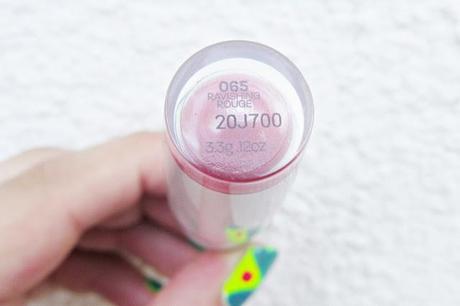 065
RAVISHING
ROUGE
20J700
3.3g .12oz